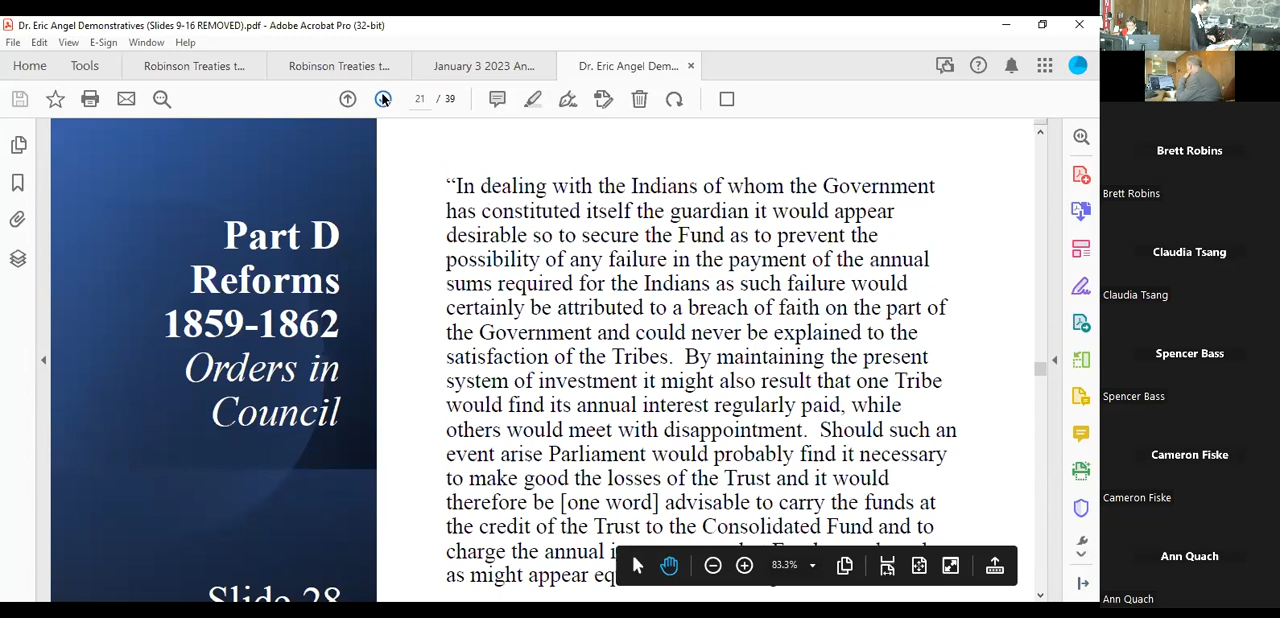 Dr. Eric Angel Demonstratives (Slides 9-16 REMOVED).pdf - Adobe Acrobat Pro (32-bit)
File Edit View E-Sign Window Help
Home Tools Robinson Treaties t... Robinson Treaties t... January 3 2023 An... Dr. Eric Angel Dem...
21 / 39
Part D
Reforms
1859-1862
Orders in
Council
Slide 28
“In dealing with the Indians of whom the Government
has constituted itself the guardian it would appear
desirable so to secure the Fund as to prevent the
possibility of any failure in the payment of the annual
sums required for the Indians as such failure would
certainly be attributed to a breach of faith on the part of
the Government and could never be explained to the
satisfaction of the Tribes. By maintaining the present
system of investment it might also result that one Tribe
would find its annual interest regularly paid, while
others would meet with disappointment. Should such an
event arise Parliament would probably find it necessary
to make good the losses of the Trust and it would
therefore be [one word] advisable to carry the funds at
the credit of the Trust to the Consolidated Fund and to
charge the annual
as might appear
83.3%
Brett Robins
Brett Robins
Claudia Tsang
Claudia Tsang
Spencer Bass
Spencer Bass
Cameron Fiske
Cameron Fiske
Ann Quach
Ann Quach